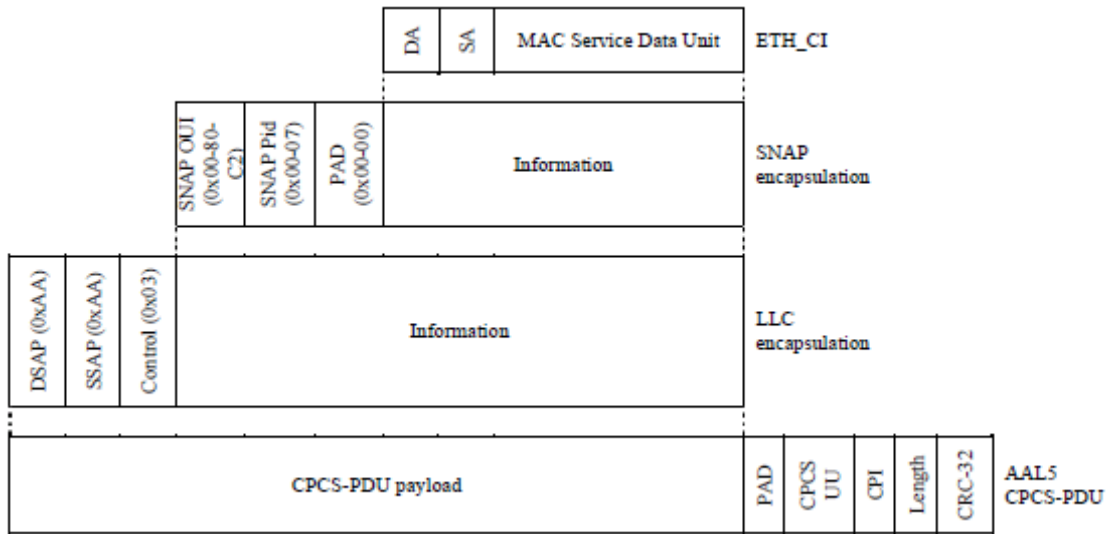 DA
SA
MAC Service Data Unit
ETH_CI
SNAP OUI
(0x00-80-
C2)
SNAP Pid
(0x00-07)
PAD
(0x00-00)
Information
SNAP
encapsulation
DSAP (0xAA)
SSAP (0xAA)
Control (0x03)
Information
LLC
encapsulation
CPCS-PDU payload
PAD
CPCS
UU
CPI
Length
CRC-32
AAL5
CPCS-PDU